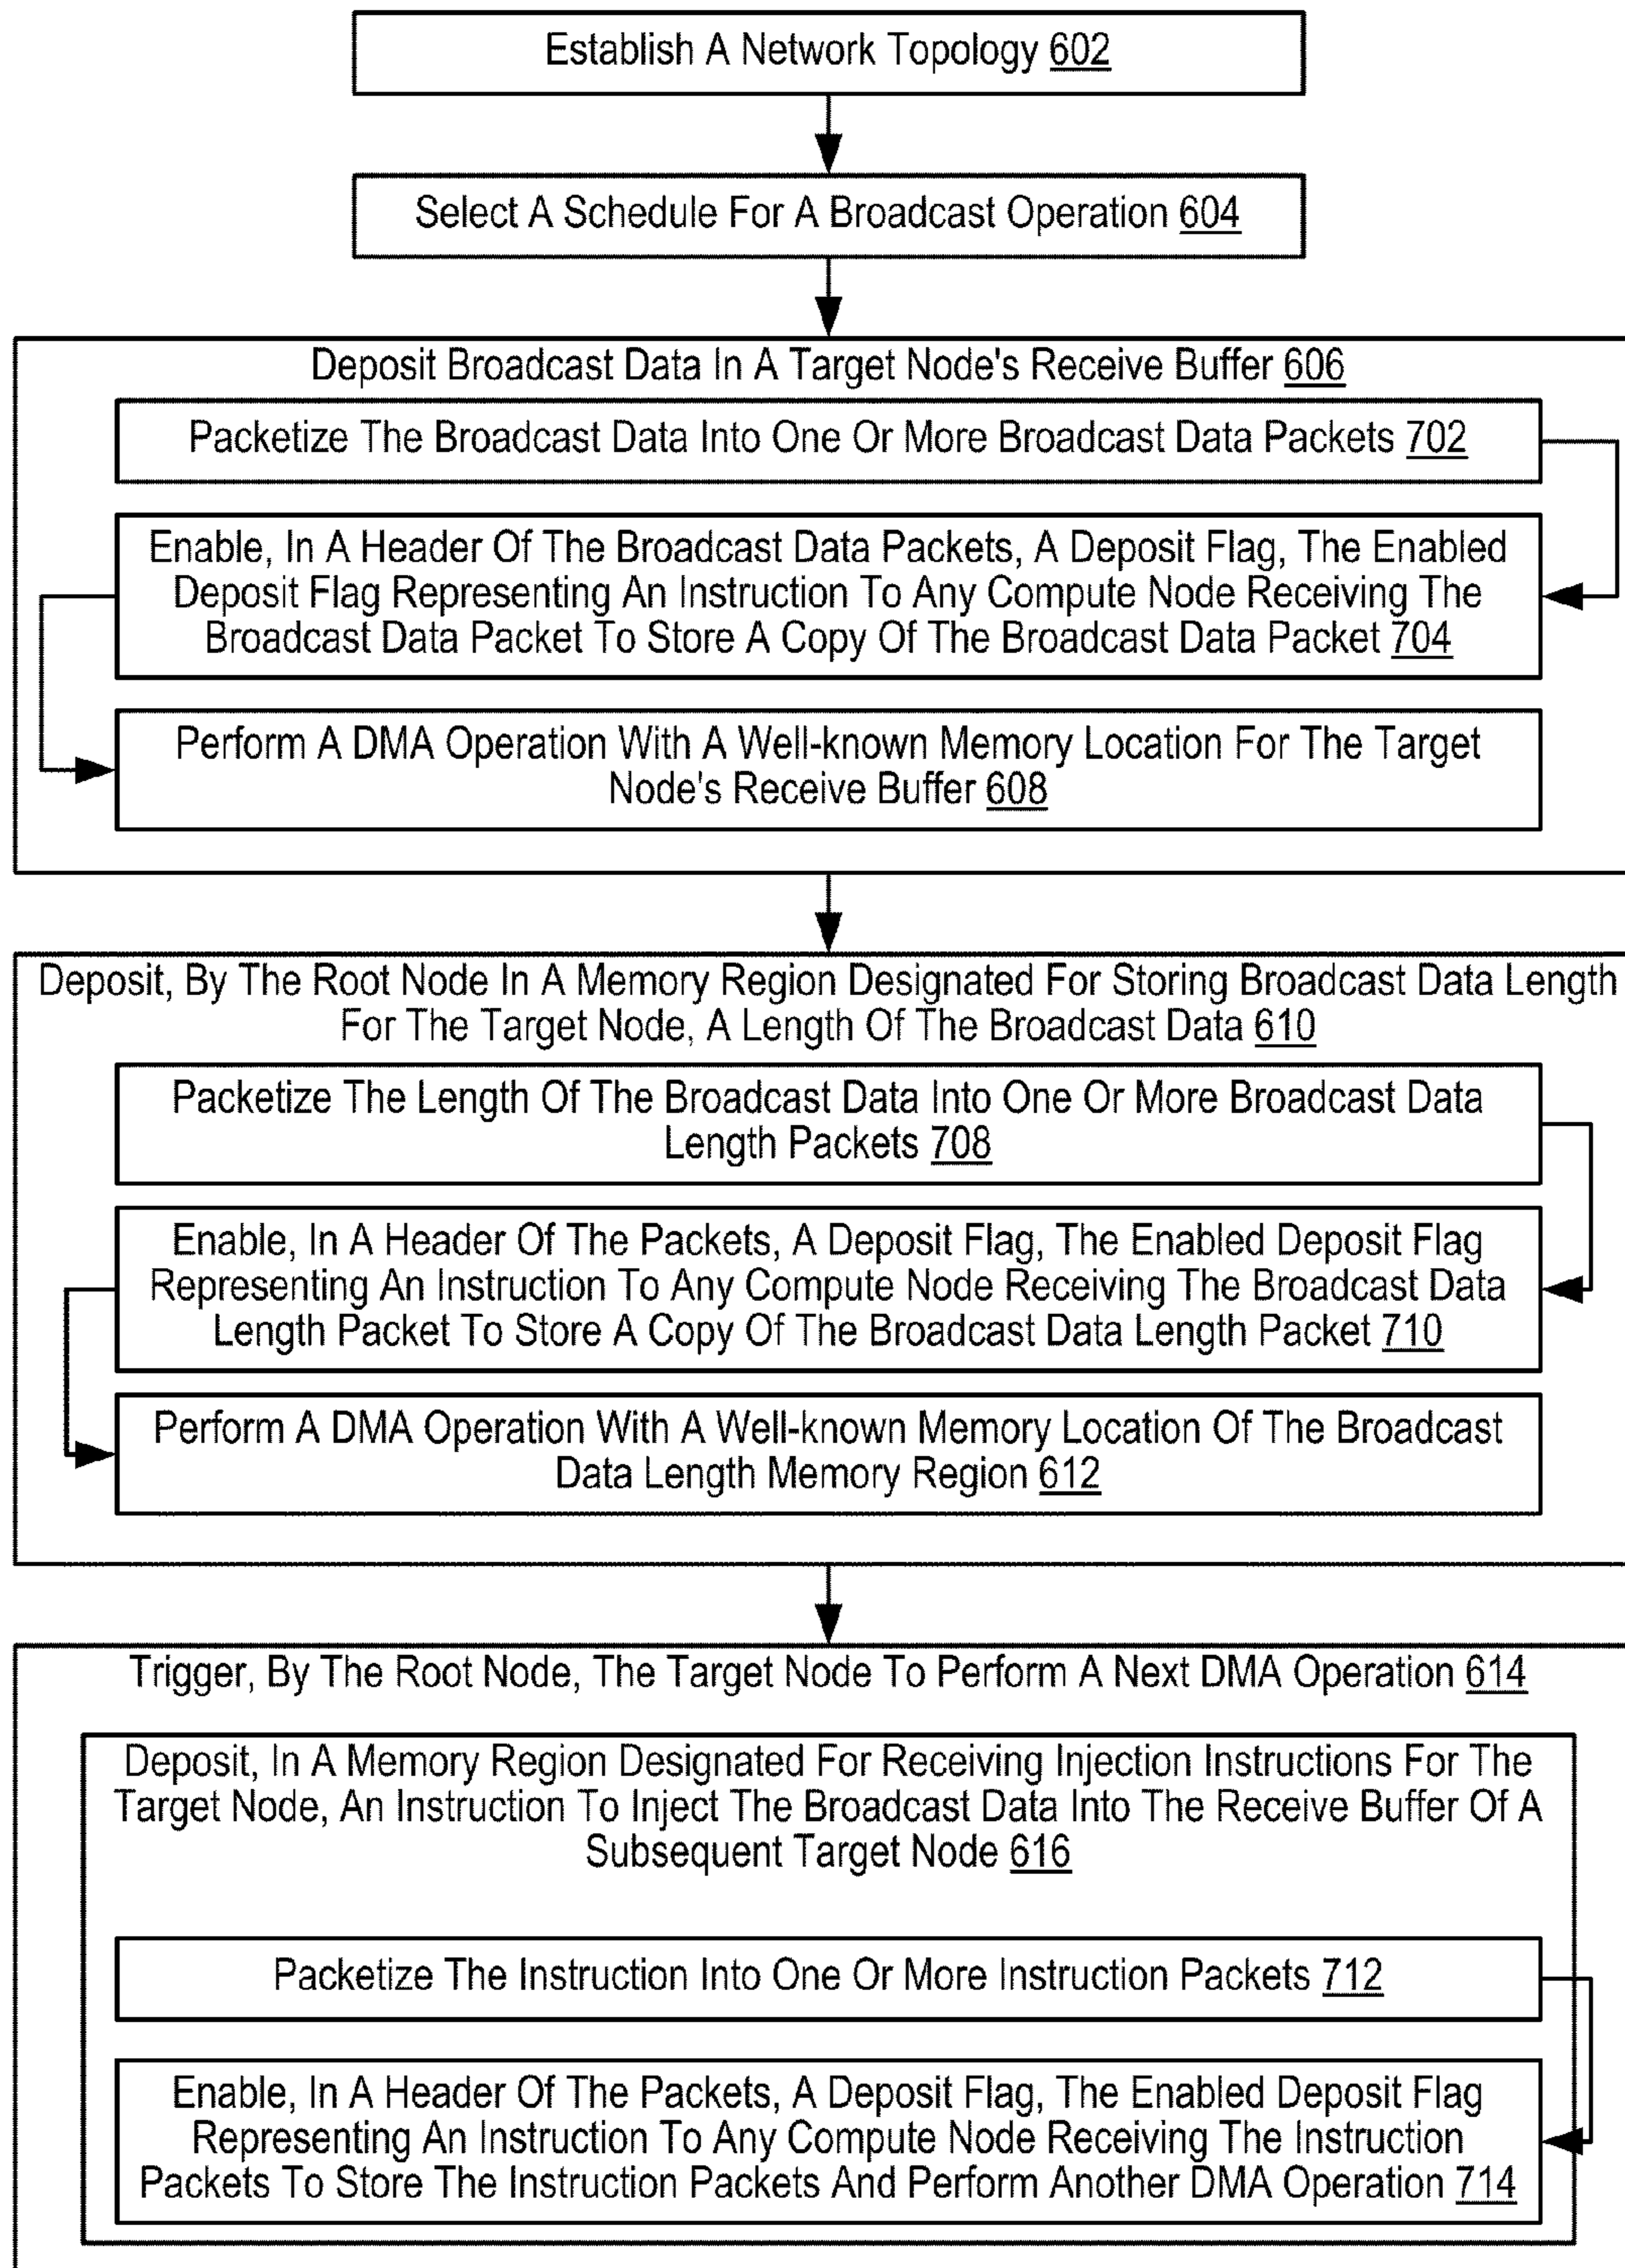 Establish A Network Topology 602
Select A Schedule For A Broadcast Operation 604
Deposit Broadcast Data In A Target Node's Receive Buffer 606
Packetize The Broadcast Data Into One Or More Broadcast Data Packets 702
Enable, In A Header Of The Broadcast Data Packets, A Deposit Flag, The Enabled
Deposit Flag Representing An Instruction To Any Compute Node Receiving The
Broadcast Data Packet To Store A Copy Of The Broadcast Data Packet 704
Perform A DMA Operation With A Well-known Memory Location For The Target
Node's Receive Buffer 608
Deposit, By The Root Node In A Memory Region Designated For Storing Broadcast Data Length
For The Target Node, A Length Of The Broadcast Data 610
Packetize The Length Of The Broadcast Data Into One Or More Broadcast Data
Length Packets 708
Enable, In A Header Of The Packets, A Deposit Flag, The Enabled Deposit Flag
Representing An Instruction To Any Compute Node Receiving The Broadcast Data
Length Packet To Store A Copy Of The Broadcast Data Length Packet 710
Perform A DMA Operation With A Well-known Memory Location Of The Broadcast
Data Length Memory Region 612
Trigger, By The Root Node, The Target Node To Perform A Next DMA Operation 614
Deposit, In A Memory Region Designated For Receiving Injection Instructions For The
Target Node, An Instruction To Inject The Broadcast Data Into The Receive Buffer Of A
Subsequent Target Node 616
Packetize The Instruction Into One Or More Instruction Packets 712
Enable, In A Header Of The Packets, A Deposit Flag, The Enabled Deposit Flag
Representing An Instruction To Any Compute Node Receiving The Instruction
Packets To Store The Instruction Packets And Perform Another DMA Operation 714